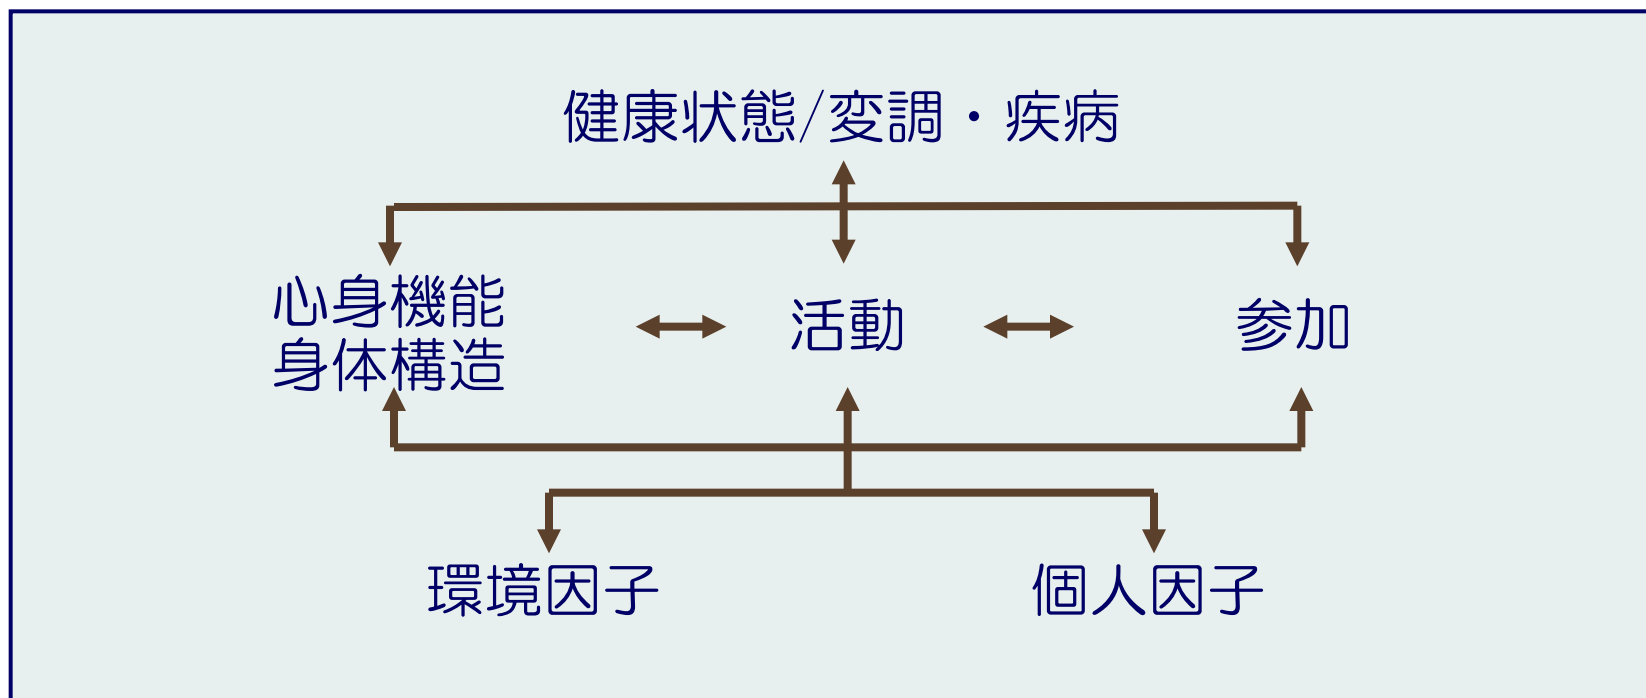 健康状態/変調・疾病
心身機能
身体構造
活動
参加
環境因子
個人因子